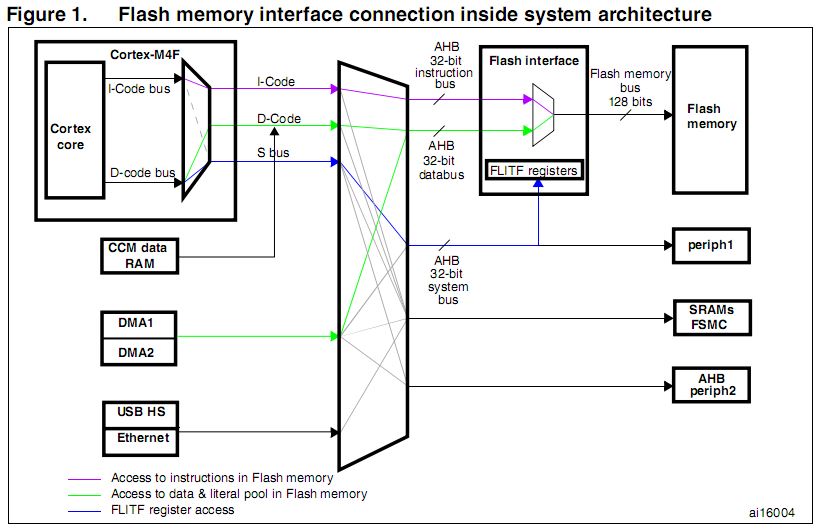 Figure 1. Flash memory interface connection inside system architecture
Cortex-M4F
I-Code bus
Cortex
core
D-code bus
I-Code
D-Code
S bus
CCM data
RAM
DMA1
DMA2
USB HS
Ethernet
AHB
32-bit
instruction
bus
AHB
32-bit
databus
AHB
32-bit
system
bus
Flash interface
FLITF registers
Flash memory
bus
128 bits
Flash
memory
periph1
SRAMs
FSMC
AHB
periph2
Access to instructions in Flash memory
Access to data & literal pool in Flash memory
FLITF register access
ai16004